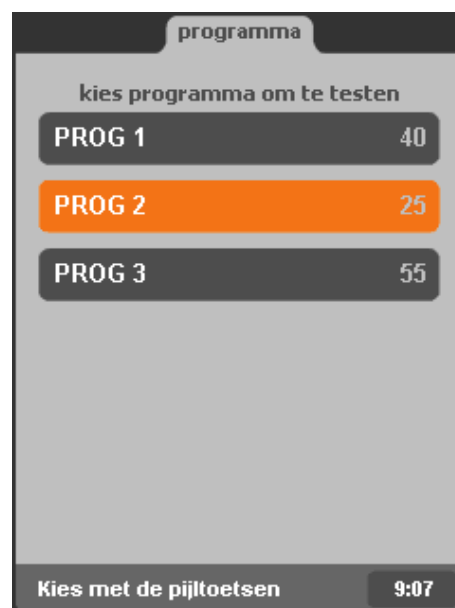 programma
kies programma om te testen
PROG 1 40
PROG 2 25
PROG 3 55
Kies met de pijltoetsen 9:07